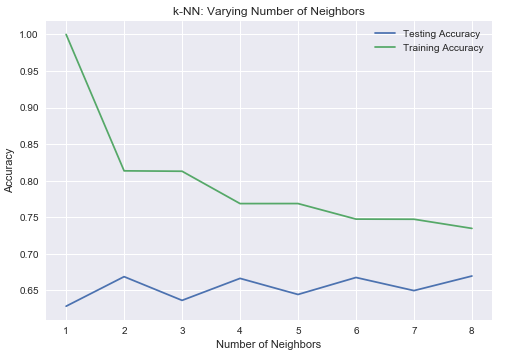 k-NN: Varying Number of Neighbors
Testing Accuracy
Training Accuracy
1.00
0.95
0.90
0.85
0.80
0.75
0.70
0.65
Accuracy
1 2 3 4 5 6 7 8
Number of Neighbors